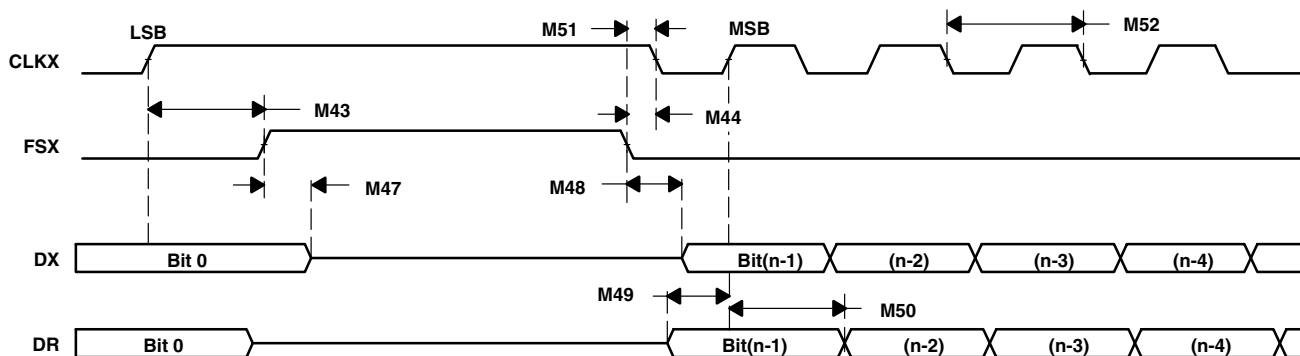 LSB
M51
MSB
M52
CLKX
M43
M44
FSX
M47
M48
DX
Bit 0
Bit(n-1)
(n-2)
(n-3)
(n-4)
M49
M50
DR
Bit 0
Bit(n-1)
(n-2)
(n-3)
(n-4)